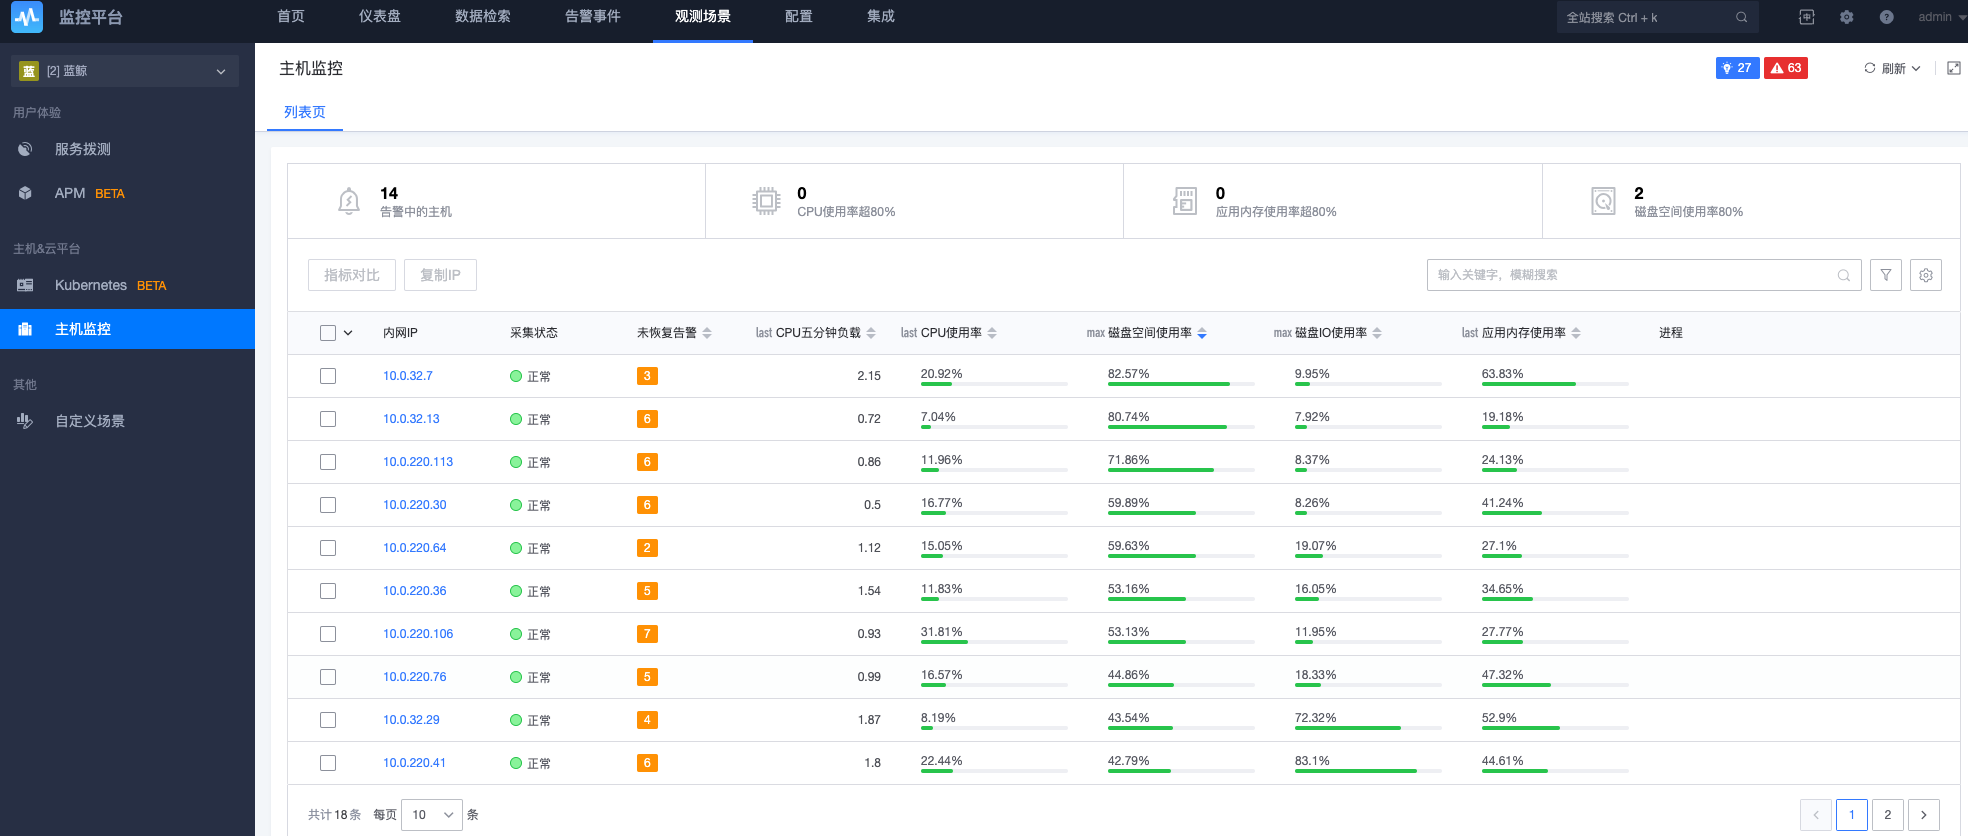 监控平台 首页 仪表盘 数据检索 告警事件 观测场景 配置 集成 全站搜索 Ctrl + k admin
蓝 [2] 蓝鲸
用户体验
服务拨测
APM BETA
主机&云平台
Kubernetes BETA
主机监控
其他
自定义场景
主机监控 27 63 刷新
列表页
14 告警中的主机
0 CPU使用率超80%
0 应用内存使用率超80%
2 磁盘空间使用率80%
指标对比 复制IP 输入关键字，模糊搜索
内网IP 采集状态 未恢复告警 last CPU五分钟负载 last CPU使用率 max 磁盘空间使用率 max 磁盘IO使用率 last 应用内存使用率 进程
10.0.32.7 正常 3 2.15 20.92% 82.57% 9.95% 63.83%
10.0.32.13 正常 6 0.72 7.04% 80.74% 7.92% 19.18%
10.0.220.113 正常 6 0.86 11.96% 71.86% 8.37% 24.13%
10.0.220.30 正常 6 0.5 16.77% 59.89% 8.26% 41.24%
10.0.220.64 正常 2 1.12 15.05% 59.63% 19.07% 27.1%
10.0.220.36 正常 5 1.54 11.83% 53.16% 16.05% 34.65%
10.0.220.106 正常 7 0.93 31.81% 53.13% 11.95% 27.77%
10.0.220.76 正常 5 0.99 16.57% 44.86% 18.33% 47.32%
10.0.32.29 正常 4 1.87 8.19% 43.54% 72.32% 52.9%
10.0.220.41 正常 6 1.8 22.44% 42.79% 83.1% 44.61%
共计 18 条 每页 10 条 1 2